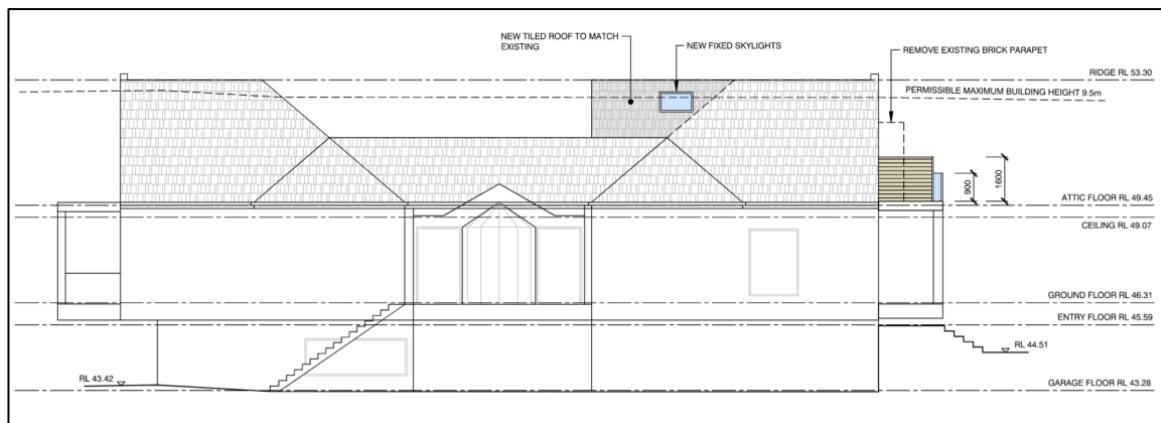 NEW TILED ROOF TO MATCH
EXISTING
NEW FIXED SKYLIGHTS
REMOVE EXISTING BRICK PARAPET
RIDGE RL 53.30
PERMISSIBLE MAXIMUM BUILDING HEIGHT 9.5m
900
1600
ATTIC FLOOR RL 49.45
CEILING RL 49.07
GROUND FLOOR RL 46.31
ENTRY FLOOR RL 45.59
RL 44.51
RL 43.42
GARAGE FLOOR RL 43.28